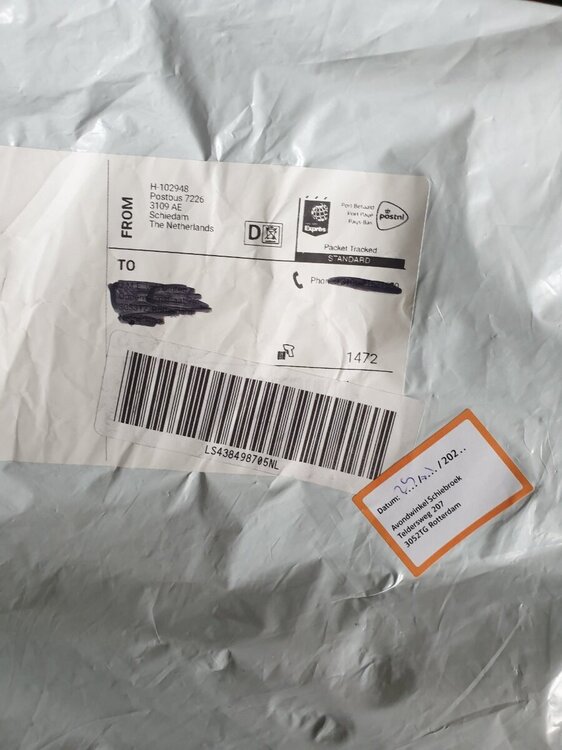 FROM
H-102948
Postbus 7226
3109 AE
Schiedam
The Netherlands
D
Exprès
Port Betaald
Port Payé
Pays-Bas
postnl
Packet Tracked
STANDARD
TO
1472
LS438498705NL
Datum: /202..
Avondwinkel Schiebroek
Teldersweg 207
3052TG Rotterdam